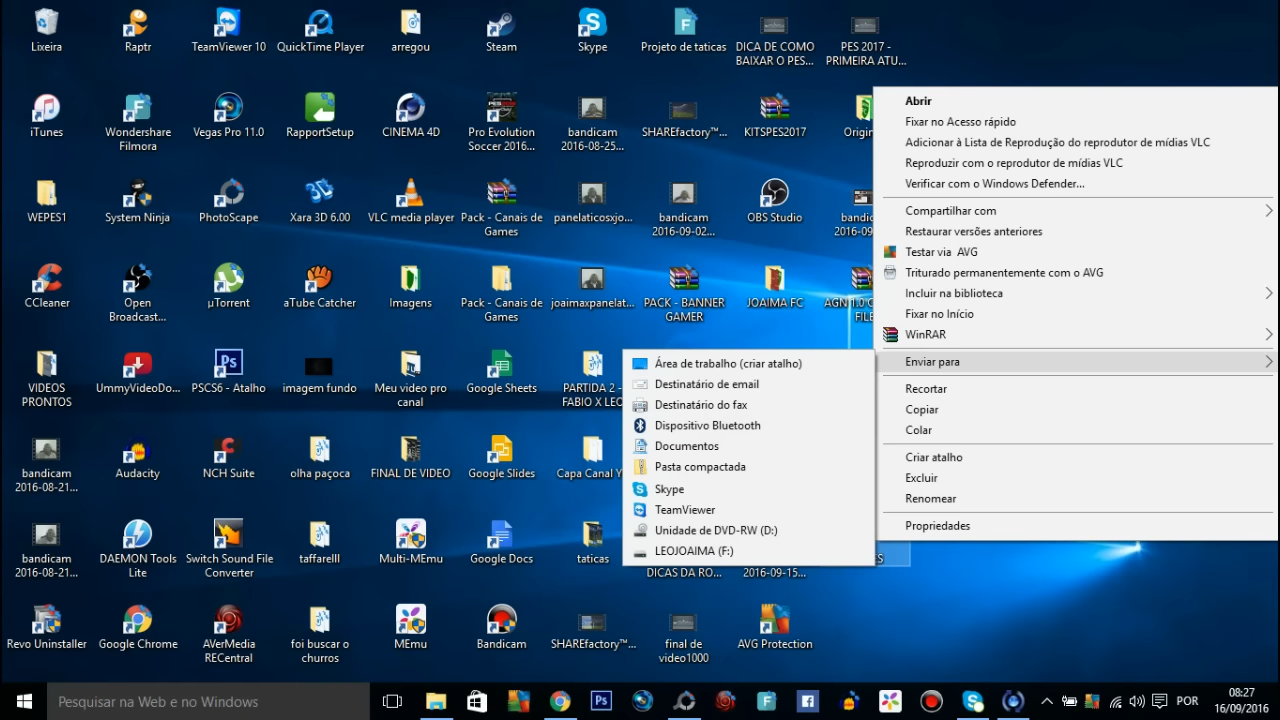 Lixeira
Raptr
TeamViewer 10
QuickTime Player
arregou
Steam
Skype
Projeto de taticas
DICA DE COMO
BAIXAR O PES...
PES 2017 -
PRIMEIRA ATU...
iTunes
Wondershare
Filmora
Vegas Pro 11.0
RapportSetup
CINEMA 4D
Pro Evolution
Soccer 2016...
bandicam
2016-08-25...
SHAREfactory™...
KITSPES2017
WEPES1
System Ninja
PhotoScape
Xara 3D 6.00
VLC media player
Pack - Canais de
Games
panelaticosxjo...
bandicam
2016-09-02...
OBS Studio
CCleaner
Open
Broadcast...
µTorrent
aTube Catcher
Imagens
Pack - Canais de
Games
joaimaxpanelat...
PACK - BANNER
GAMER
JOAIMA FC
VIDEOS
PRONTOS
UmmyVideoDo...
PSCS6 - Atalho
imagem fundo
Meu video pro
canal
Google Sheets
PARTIDA 2 -
FABIO X LEO
bandicam
2016-08-21...
Audacity
NCH Suite
olha paçoca
FINAL DE VIDEO
Google Slides
Capa Canal Y
bandicam
2016-08-21...
DAEMON Tools
Lite
Switch Sound File
Converter
taffarelll
Multi-MEmu
Google Docs
taticas
DICAS DA RO...
2016-09-15...
Revo Uninstaller
Google Chrome
AVerMedia
RECentral
foi buscar o
churros
MEmu
Bandicam
SHAREfactory™...
final de
video1000
AVG Protection
Abrir
Fixar no Acesso rápido
Adicionar à Lista de Reprodução do reprodutor de mídias VLC
Reproduzir com o reprodutor de mídias VLC
Verificar com o Windows Defender...
Compartilhar com
Restaurar versões anteriores
Testar via AVG
Triturado permanentemente com o AVG
Incluir na biblioteca
Fixar no Início
WinRAR
Enviar para
Recortar
Copiar
Colar
Criar atalho
Excluir
Renomear
Propriedades
Área de trabalho (criar atalho)
Destinatário de email
Destinatário do fax
Dispositivo Bluetooth
Documentos
Pasta compactada
Skype
TeamViewer
Unidade de DVD-RW (D:)
LEOJOAIMA (F:)
Pesquisar na Web e no Windows
POR
08:27
16/09/2016